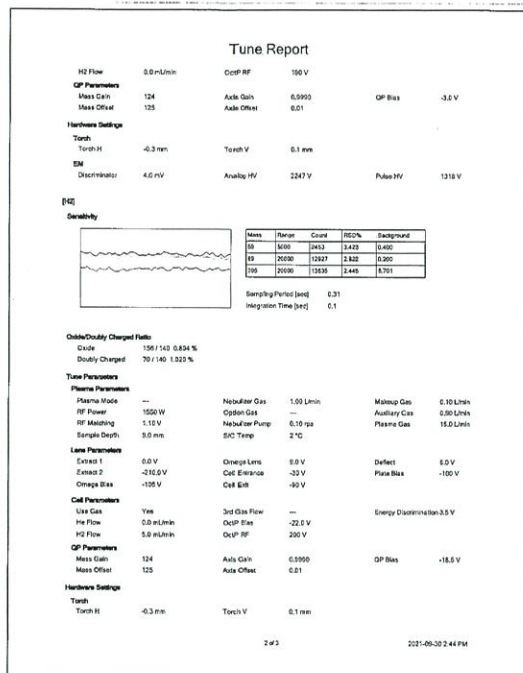 Tune Report
H2 Flow 0.0 mL/min OctP RF 190 V
QP Parameters
Mass Gain 124 Axis Gain 0.9990 QP Bias -3.0 V
Mass Offset 125 Axis Offset 0.01
Hardware Settings
Torch
Torch H -0.3 mm Torch V 0.1 mm
EM
Discriminator 4.0 mV Analog HV 2247 V Pulse HV 1318 V
[H2]
Sensitivity
Mass Range Count RSD% Background
59 5000 2453 3.423 0.400
89 20000 12927 2.822 0.200
205 20000 13635 2.445 8.701
Sampling Period [sec] 0.31
Integration Time [sec] 0.1
Oxide/Doubly Charged Ratio
Oxide 156 / 140 0.894 %
Doubly Charged 70 / 140 1.020 %
Tune Parameters
Plasma Parameters
Plasma Mode --- Nebulizer Gas 1.00 L/min Makeup Gas 0.10 L/min
RF Power 1550 W Option Gas --- Auxiliary Gas 0.90 L/min
RF Matching 1.10 V Nebulizer Pump 0.10 rps Plasma Gas 15.0 L/min
Sample Depth 9.0 mm S/C Temp 2 °C
Lens Parameters
Extract 1 0.0 V Omega Lens 9.0 V Deflect 5.0 V
Extract 2 -210.0 V Cell Entrance -30 V Plate Bias -100 V
Omega Bias -105 V Cell Exit -90 V
Cell Parameters
Use Gas Yes 3rd Gas Flow --- Energy Discrimination 3.5 V
He Flow 0.0 mL/min OctP Bias -22.0 V
H2 Flow 5.0 mL/min OctP RF 200 V
QP Parameters
Mass Gain 124 Axis Gain 0.9990 QP Bias -18.5 V
Mass Offset 125 Axis Offset 0.01
Hardware Settings
Torch
Torch H -0.3 mm Torch V 0.1 mm
2 of 3 2021-09-30 2:44 PM